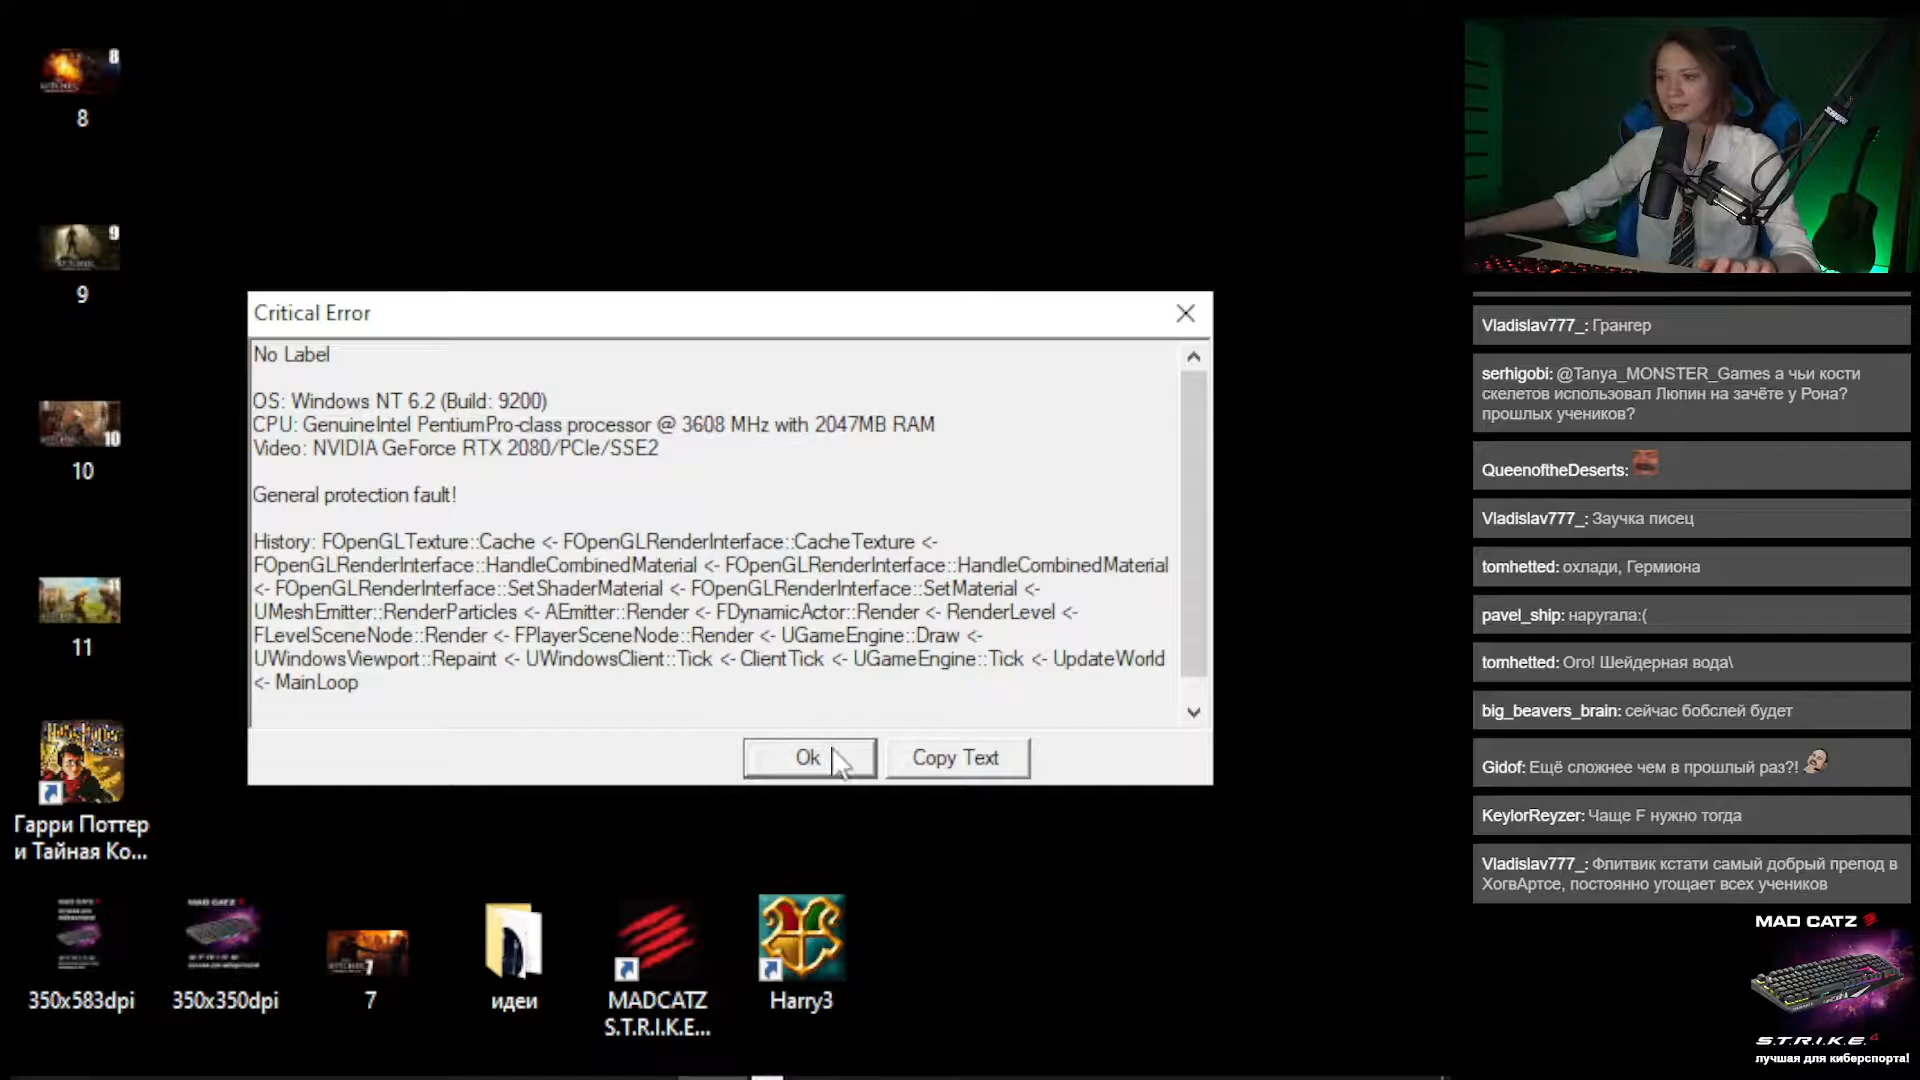 8
8
9
9
10
10
11
11
Гарри Поттер
и Тайная Ко...
350x583dpi
350x350dpi
7
7
идеи
MADCATZ
S.T.R.I.K.E...
Harry3
Critical Error
No Label
OS: Windows NT 6.2 (Build: 9200)
CPU: GenuineIntel PentiumPro-class processor @ 3608 MHz with 2047MB RAM
Video: NVIDIA GeForce RTX 2080/PCIe/SSE2
General protection fault!
History: FOpenGLTexture::Cache <- FOpenGLRenderInterface::CacheTexture <-
FOpenGLRenderInterface::HandleCombinedMaterial <- FOpenGLRenderInterface::HandleCombinedMaterial
<- FOpenGLRenderInterface::SetShaderMaterial <- FOpenGLRenderInterface::SetMaterial <-
UMeshEmitter::RenderParticles <- AEmitter::Render <- FDynamicActor::Render <- RenderLevel <-
FLevelSceneNode::Render <- FPlayerSceneNode::Render <- UGameEngine::Draw <-
UWindowsViewport::Repaint <- UWindowsClient::Tick <- ClientTick <- UGameEngine::Tick <- UpdateWorld
<- MainLoop
Ok
Copy Text
SHURE
Vladislav777_: Грангер
serhigobi: @Tanya_MONSTER_Games а чьи кости
скелетов использовал Люпин на зачёте у Рона?
прошлых учеников?
QueenoftheDeserts:
Vladislav777_: Заучка писец
tomhetted: охлади, Гермиона
pavel_ship: наругала:(
tomhetted: Ого! Шейдерная вода\
big_beavers_brain: сейчас бобслей будет
Gidof: Ещё сложнее чем в прошлый раз?!
KeylorReyzer: Чаще F нужно тогда
Vladislav777_: Флитвик кстати самый добрый препод в
ХогвАртсе, постоянно угощает всех учеников
MAD CATZ
S.T.R.I.K.E. 4
лучшая для киберспорта!